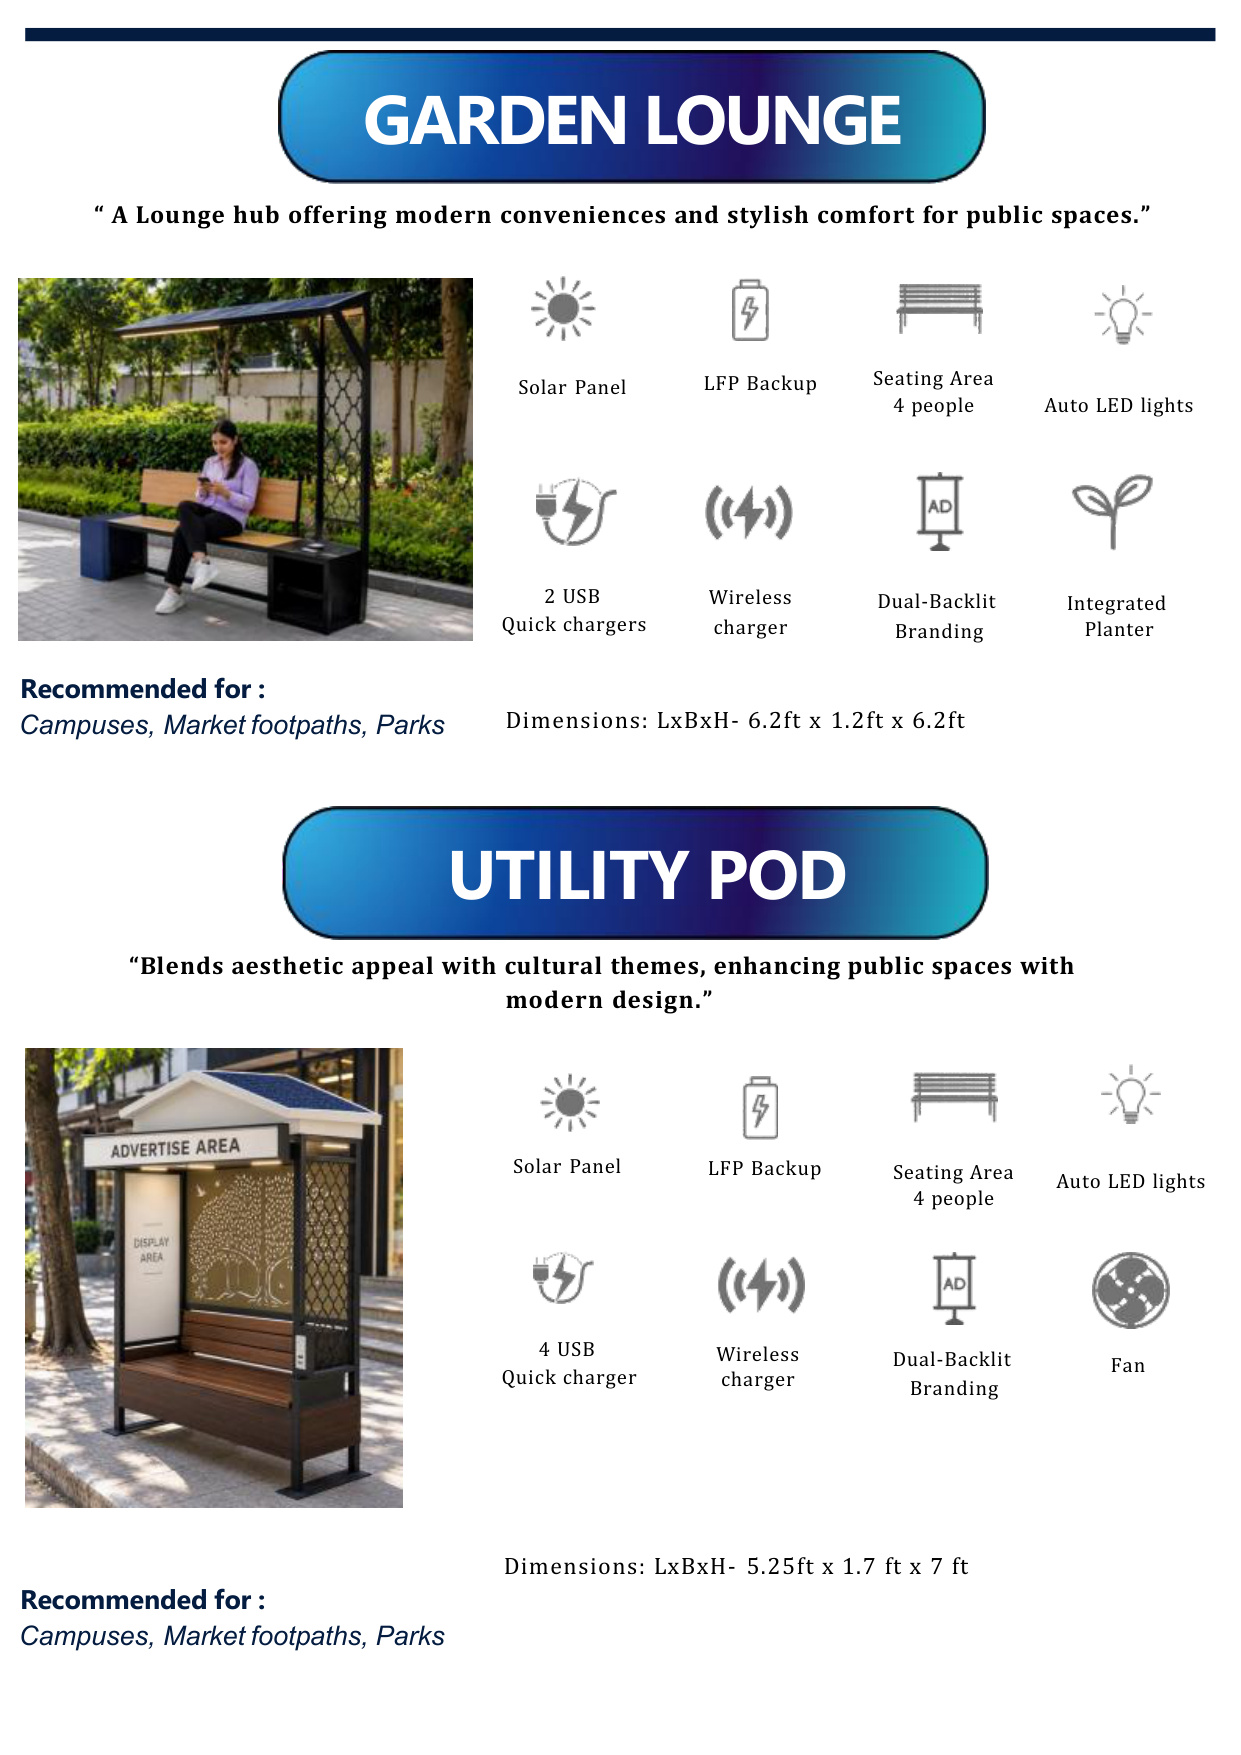 GARDEN LOUNGE
“ A Lounge hub offering modern conveniences and stylish comfort for public spaces.”
Solar Panel
LFP Backup
Seating Area
4 people
Auto LED lights
AD
2 USB
Quick chargers
Wireless
charger
Dual-Backlit
Branding
Integrated
Planter
Recommended for :
Campuses, Market footpaths, Parks
Dimensions: LxBxH- 6.2ft x 1.2ft x 6.2ft
UTILITY POD
“Blends aesthetic appeal with cultural themes, enhancing public spaces with
modern design.”
ADVERTISE AREA
DISPLAY
AREA
Solar Panel
LFP Backup
Seating Area
4 people
Auto LED lights
AD
4 USB
Quick charger
Wireless
charger
Dual-Backlit
Branding
Fan
Dimensions: LxBxH- 5.25ft x 1.7 ft x 7 ft
Recommended for :
Campuses, Market footpaths, Parks